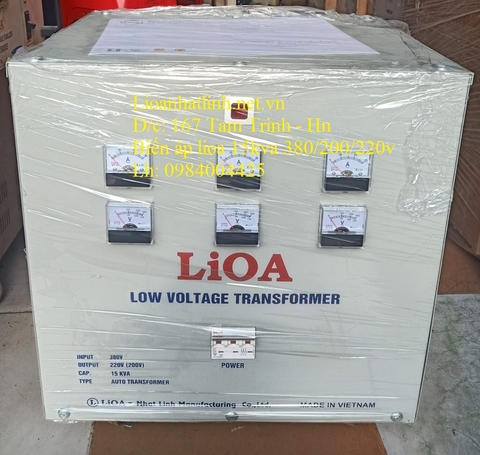 Lioanhadinh.net.vn
D/c: 167 Tam Trinh - Hn
Biến áp lioa 15kva 380/200/220v
Lh: 0984004425
A A A
V V V
LiOA
LOW VOLTAGE TRANSFORMER
INPUT 380V
OUTPUT 220V (200V)
CAP. 15 KVA
TYPE AUTO TRANSFORMER
POWER
LiOA - Nhat Linh Manufacturing Co.,Ltd. MADE IN VIETNAM